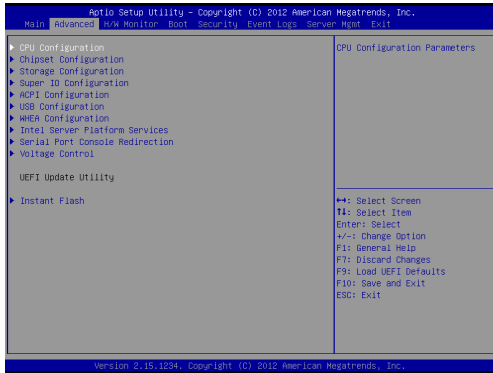 Aptio Setup Utility - Copyright (C) 2012 American Megatrends, Inc.
Main Advanced H/W Monitor Boot Security Event Logs Server Mgmt Exit
CPU Configuration
Chipset Configuration
Storage Configuration
Super IO Configuration
ACPI Configuration
USB Configuration
WHEA Configuration
Intel Server Platform Services
Serial Port Console Redirection
Voltage Control
UEFI Update Utility
Instant Flash
CPU Configuration Parameters
↔: Select Screen
↑↓: Select Item
Enter: Select
+/-: Change Option
F1: General Help
F7: Discard Changes
F9: Load UEFI Defaults
F10: Save and Exit
ESC: Exit
Version 2.15.1234. Copyright (C) 2012 American Megatrends, Inc.